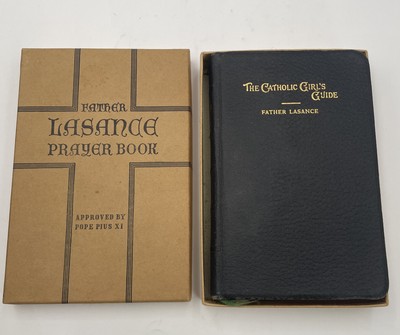 FATHER
LASANCE
PRAYER BOOK
APPROVED BY
POPE PIUS XI
THE CATHOLIC GIRL'S
GUIDE
FATHER LASANCE